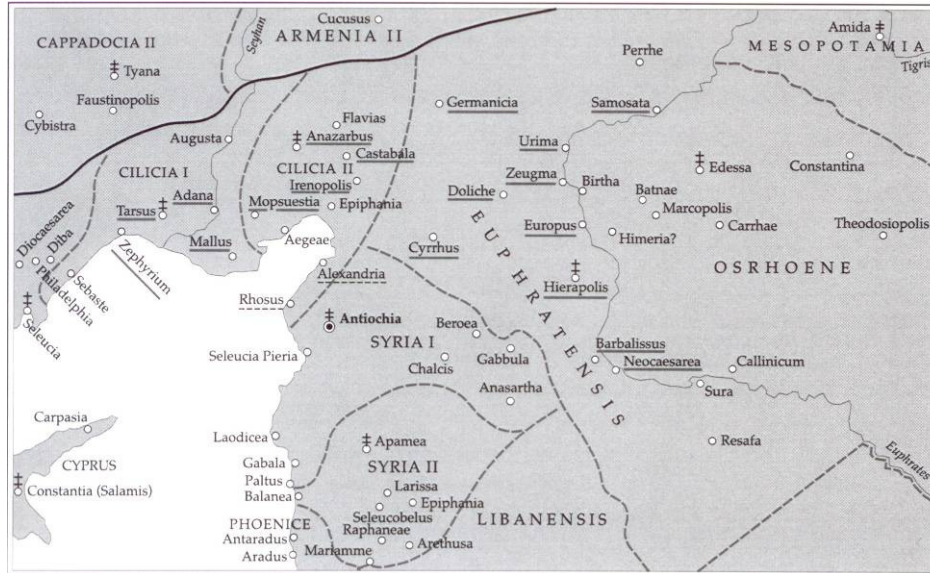 Cucusus
Seyhan
ARMENIA II
Amida
CAPPADOCIA II
MESOPOTAMIA
Perrhe
Tigris
Tyana
Faustinopolis
Cybistra
Germanicia
Samosata
Flavias
Augusta
Anazarbus
Urima
Castabala
CILICIA II
CILICIA I
Edessa
Constantina
Irenopolis
Zeugma
Birtha
Adana
Tarsus
Mopsuestia
Epiphania
Doliche
Batnae
Marcopolis
Diocaesarea
Diba
Mallus
Aegeae
Cyrrhus
Europus
Himeria?
Carrhae
Theodosiopolis
EUPHRATENSIS
Zephyrium
Philadelphia
Sebaste
Seleucia
Alexandria
Hierapolis
OSRHOENE
Rhosus
Antiochia
Beroea
SYRIA I
Seleucia Pieria
Chalcis
Gabbula
Barbalissus
Neocaesarea
Callinicum
Anasartha
Sura
Carpasia
Laodicea
Apamea
Resafa
CYPRUS
Gabala
SYRIA II
Paltus
Larissa
Euphrates
Constantia (Salamis)
Balanea
Epiphania
Seleucobelus
PHOENICE
LIBANENSIS
Raphaneae
Antaradus
Arethusa
Aradus
Mariamme